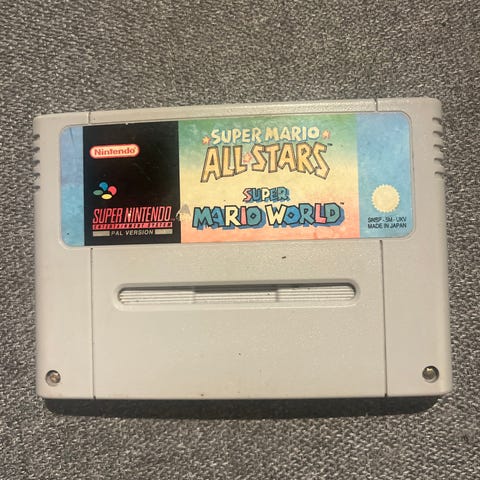 Nintendo
SUPER NINTENDO
ENTERTAINMENT SYSTEM
PAL VERSION
SUPER MARIO
ALL STARS
SUPER
MARIO WORLD
SNSP-5M-UKV
MADE IN JAPAN